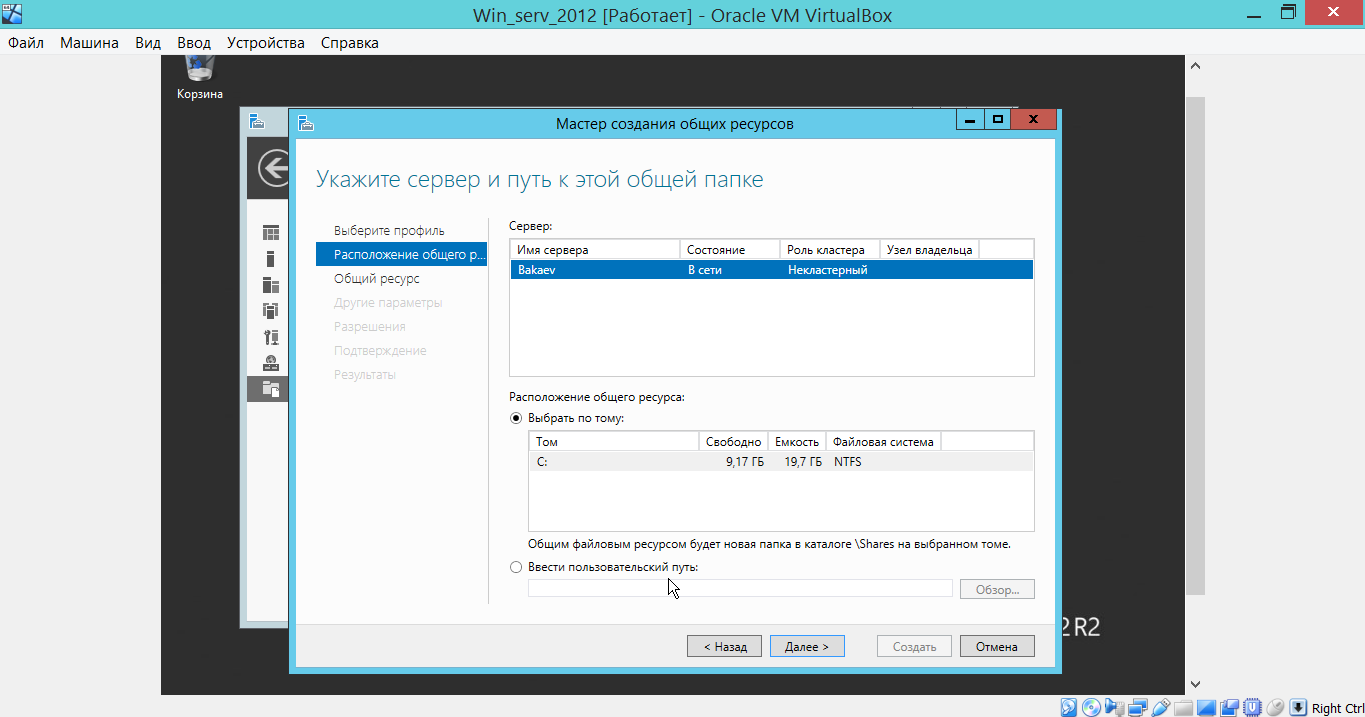 Win_serv_2012 [Работает] - Oracle VM VirtualBox
Файл Машина Вид Ввод Устройства Справка
Корзина
Мастер создания общих ресурсов
Укажите сервер и путь к этой общей папке
Выберите профиль
Расположение общего р...
Общий ресурс
Другие параметры
Разрешения
Подтверждение
Результаты
Сервер:
Имя сервера Состояние Роль кластера Узел владельца
Bakaev В сети Некластерный
Расположение общего ресурса:
Выбрать по тому:
Том Свободно Емкость Файловая система
C: 9,17 ГБ 19,7 ГБ NTFS
Общим файловым ресурсом будет новая папка в каталоге \Shares на выбранном томе.
Ввести пользовательский путь:
Обзор...
< Назад Далее > Создать Отмена
2 R2
Right Ctrl